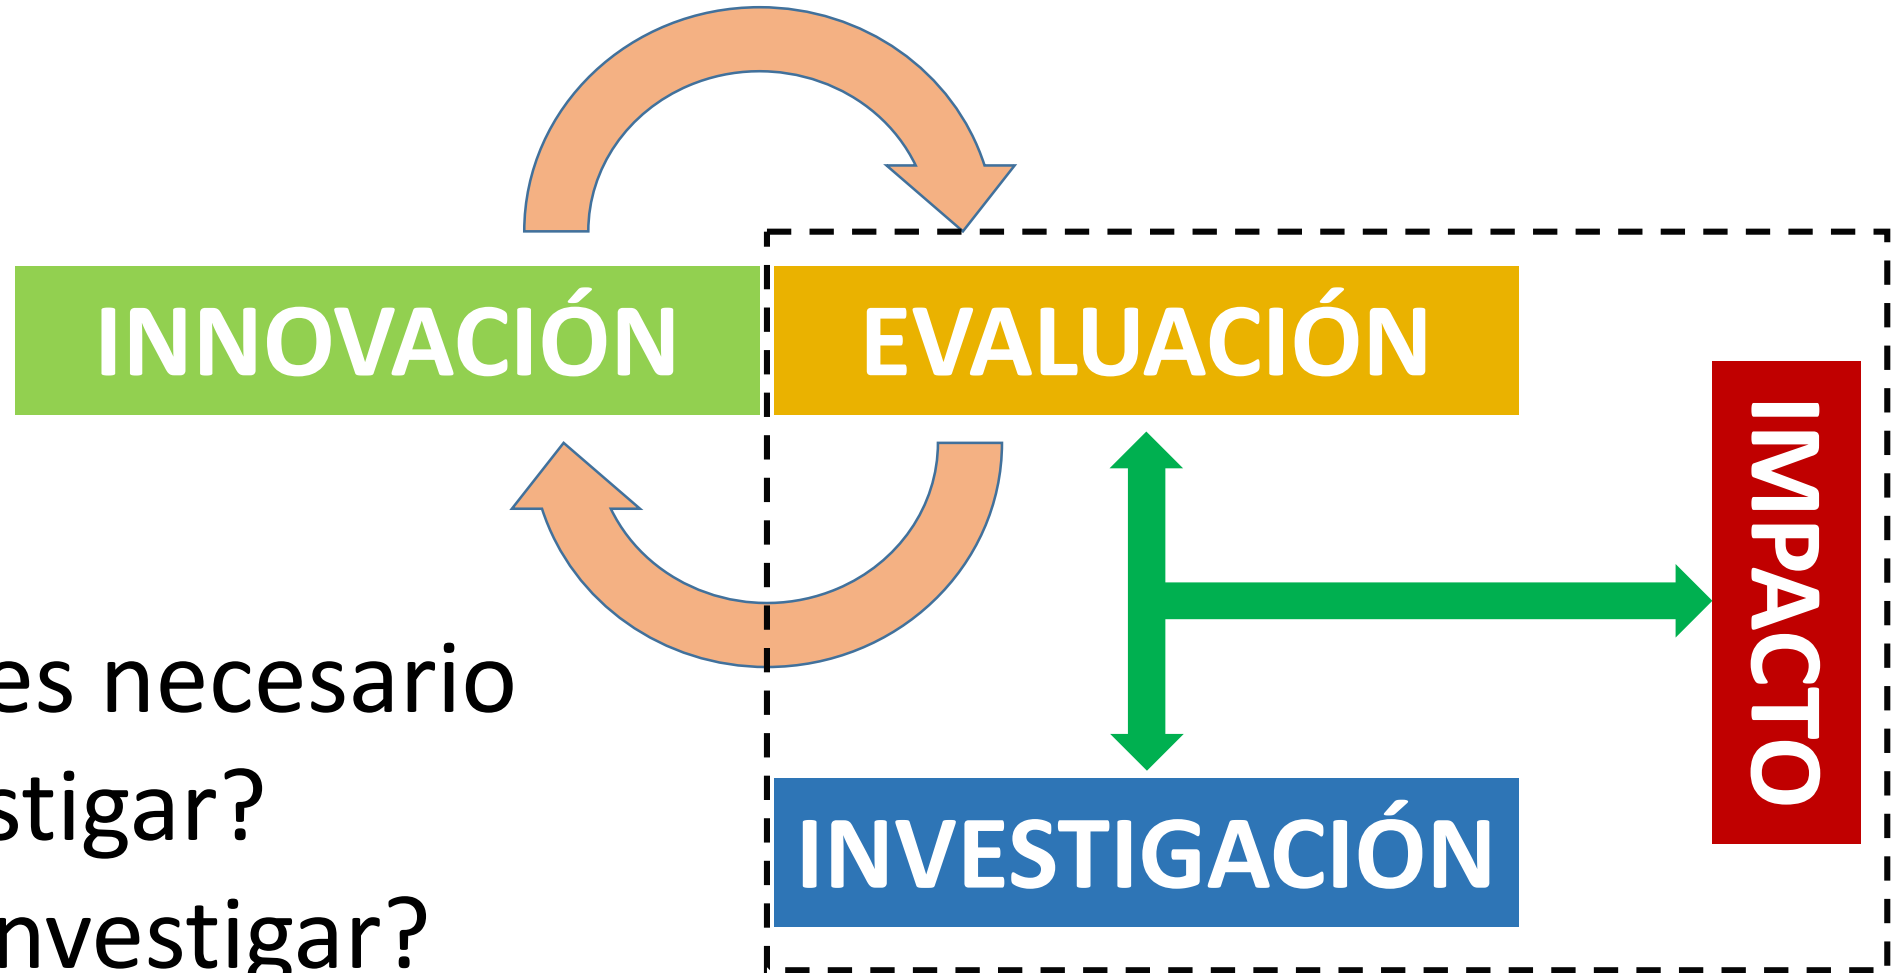 INNOVACIÓN
EVALUACIÓN
IMPACTO
es necesario
stigar?
nvestigar?
INVESTIGACIÓN